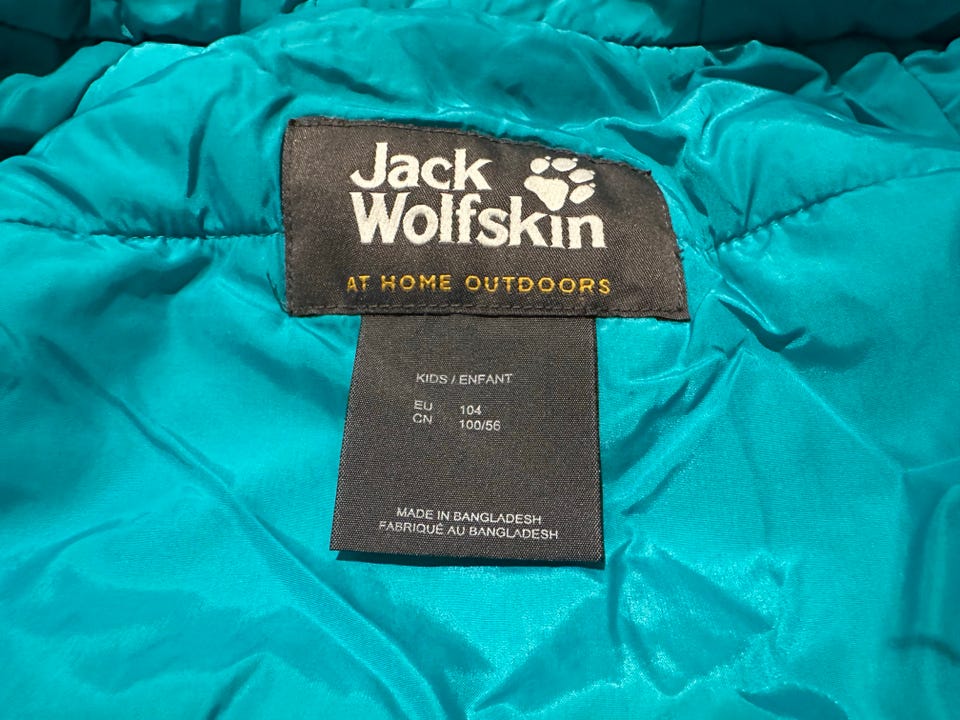 Jack
Wolfskin
AT HOME OUTDOORS
KIDS / ENFANT
EU 104
CN 100/56
MADE IN BANGLADESH
FABRIQUÉ AU BANGLADESH